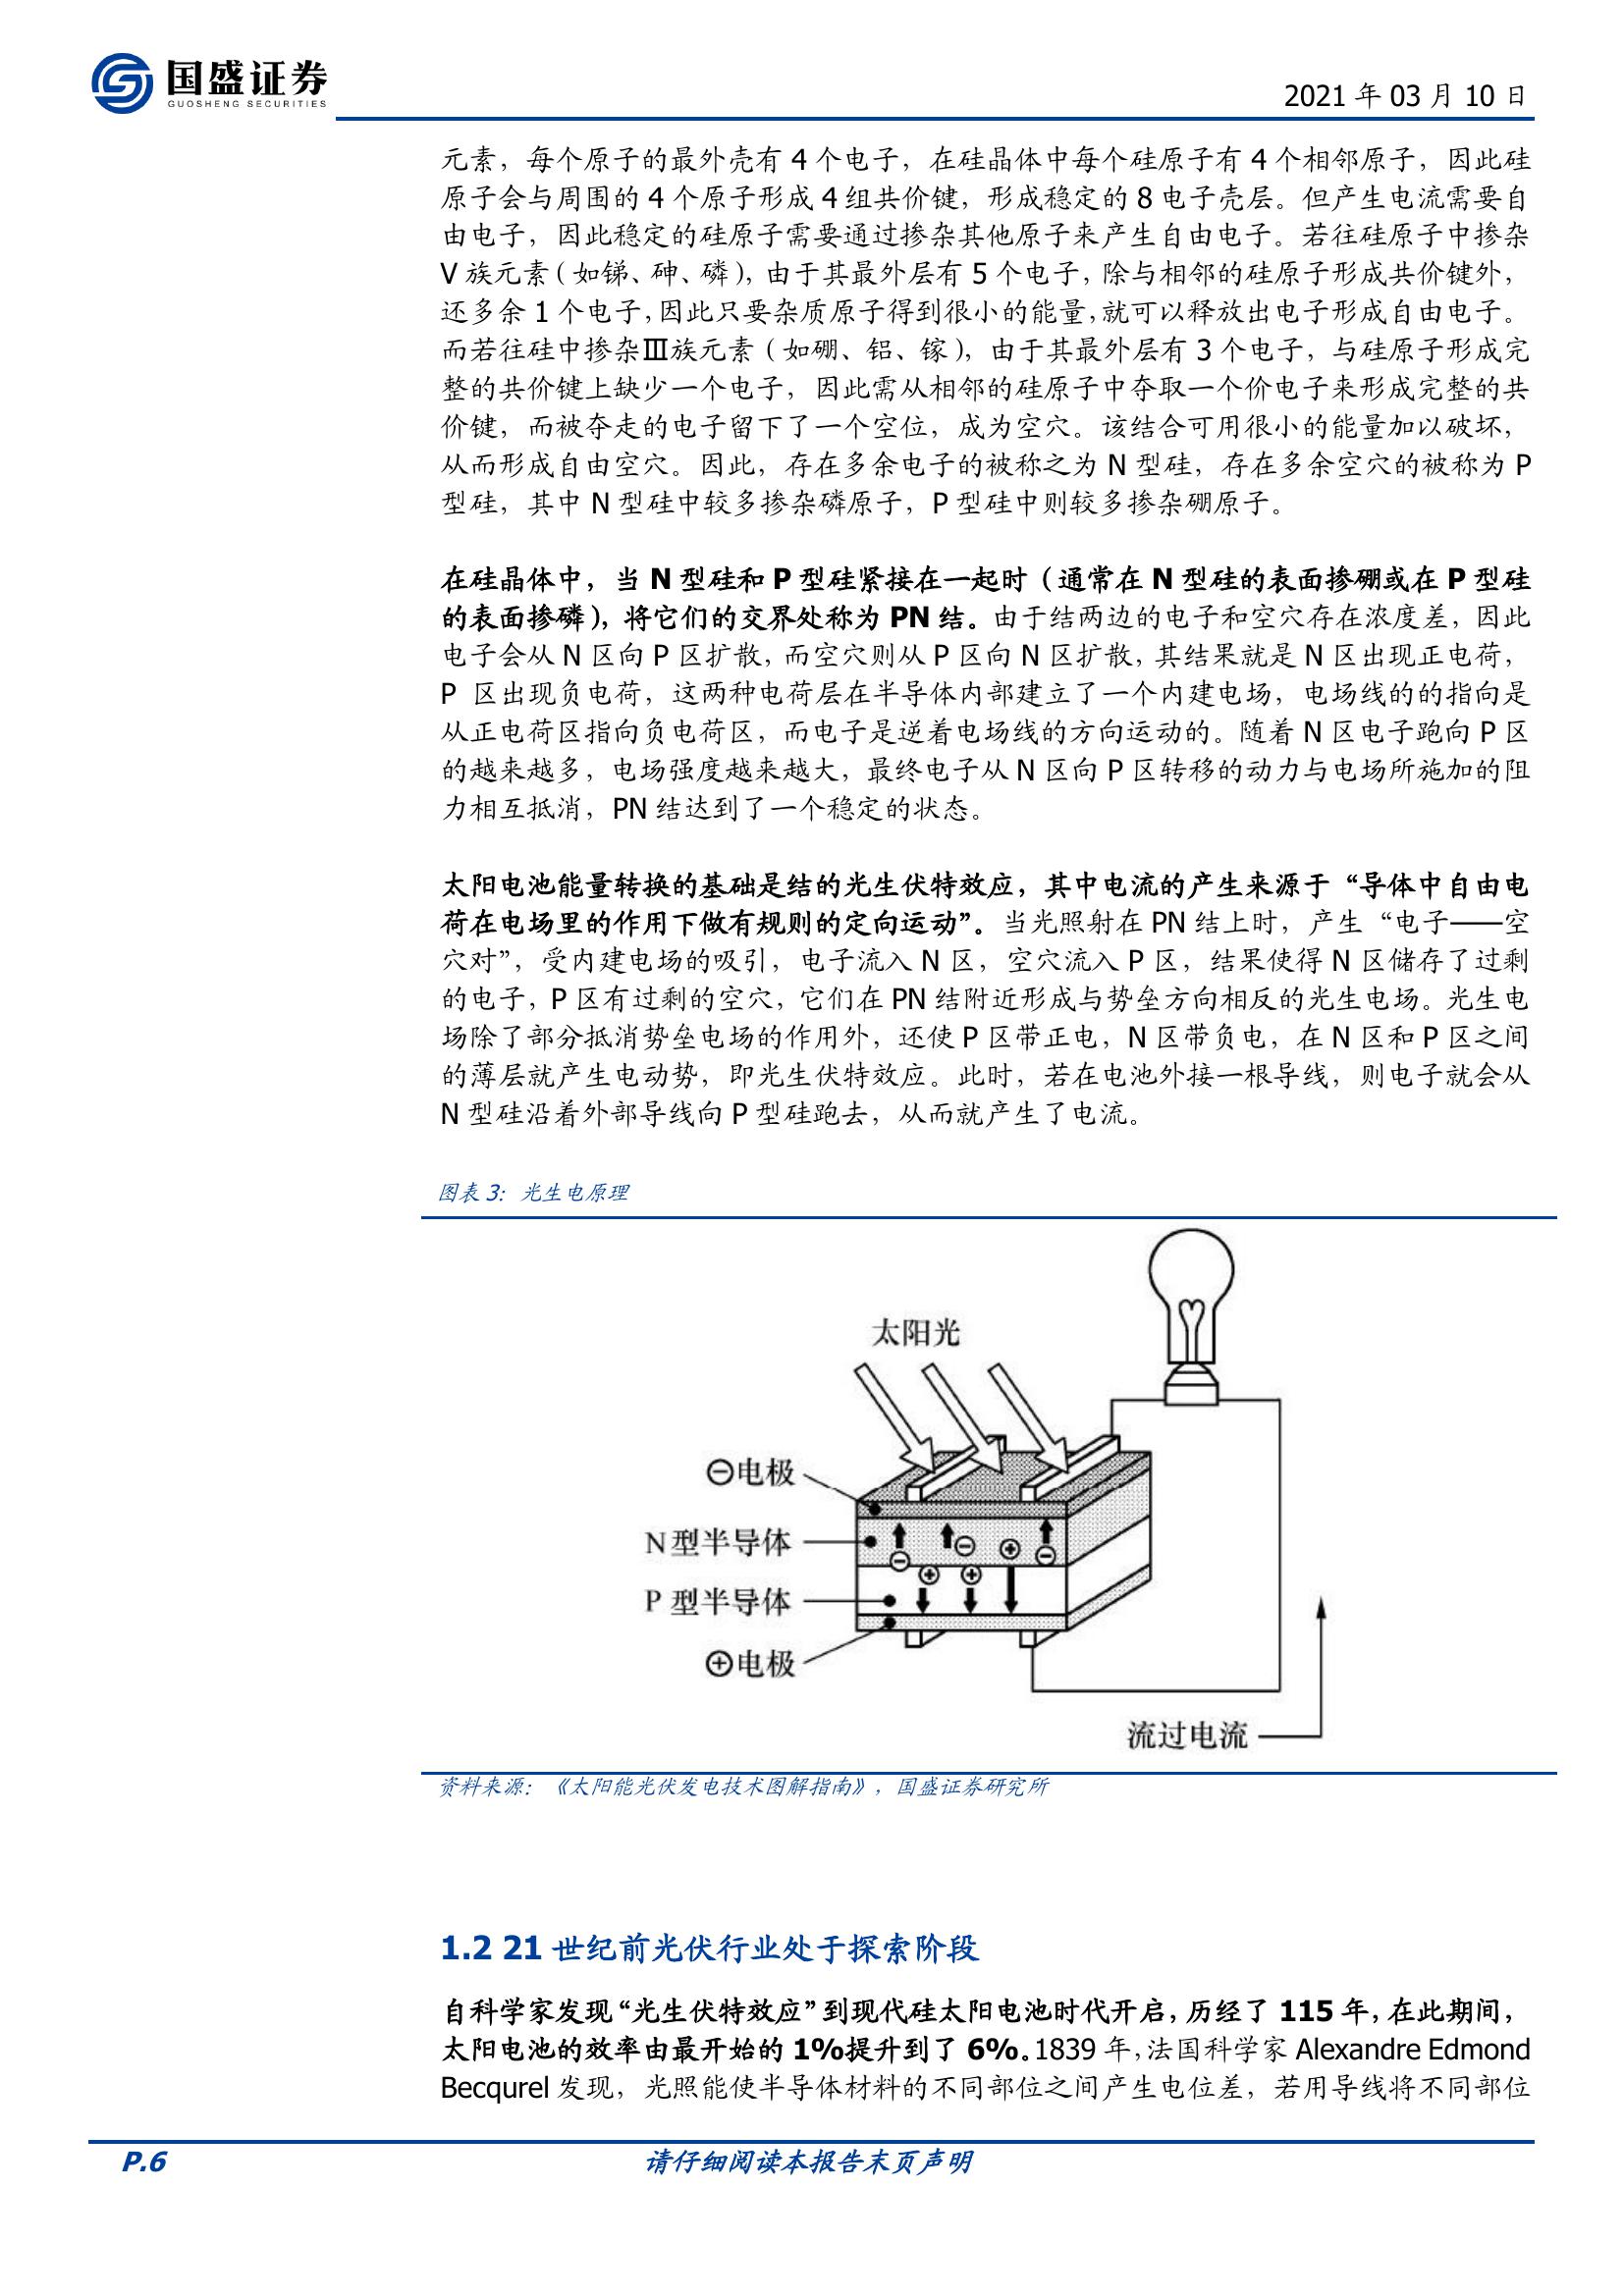 国盛证券
GUOSHENG SECURITIES
2021 年 03 月 10 日
元素，每个原子的最外壳有 4 个电子，在硅晶体中每个硅原子有 4 个相邻原子，因此硅
原子会与周围的 4 个原子形成 4 组共价键，形成稳定的 8 电子壳层。但产生电流需要自
由电子，因此稳定的硅原子需要通过掺杂其他原子来产生自由电子。若往硅原子中掺杂
V 族元素（如锑、砷、磷），由于其最外层有 5 个电子，除与相邻的硅原子形成共价键外，
还多余 1 个电子，因此只要杂质原子得到很小的能量，就可以释放出电子形成自由电子。
而若往硅中掺杂Ⅲ族元素（如硼、铝、镓），由于其最外层有 3 个电子，与硅原子形成完
整的共价键上缺少一个电子，因此需从相邻的硅原子中夺取一个价电子来形成完整的共
价键，而被夺走的电子留下了一个空位，成为空穴。该结合可用很小的能量加以破坏，
从而形成自由空穴。因此，存在多余电子的被称之为 N 型硅，存在多余空穴的被称为 P
型硅，其中 N 型硅中较多掺杂磷原子，P 型硅中则较多掺杂硼原子。
在硅晶体中，当 N 型硅和 P 型硅紧接在一起时（通常在 N 型硅的表面掺硼或在 P 型硅
的表面掺磷），将它们的交界处称为 PN 结。由于结两边的电子和空穴存在浓度差，因此
电子会从 N 区向 P 区扩散，而空穴则从 P 区向 N 区扩散，其结果就是 N 区出现正电荷，
P 区出现负电荷，这两种电荷层在半导体内部建立了一个内建电场，电场线的的指向是
从正电荷区指向负电荷区，而电子是逆着电场线的方向运动的。随着 N 区电子跑向 P 区
的越来越多，电场强度越来越大，最终电子从 N 区向 P 区转移的动力与电场所施加的阻
力相互抵消，PN 结达到了一个稳定的状态。
太阳电池能量转换的基础是结的光生伏特效应，其中电流的产生来源于“导体中自由电
荷在电场里的作用下做有规则的定向运动”。当光照射在 PN 结上时，产生“电子——空
穴对”，受内建电场的吸引，电子流入 N 区，空穴流入 P 区，结果使得 N 区储存了过剩
的电子，P 区有过剩的空穴，它们在 PN 结附近形成与势垒方向相反的光生电场。光生电
场除了部分抵消势垒电场的作用外，还使 P 区带正电，N 区带负电，在 N 区和 P 区之间
的薄层就产生电动势，即光生伏特效应。此时，若在电池外接一根导线，则电子就会从
N 型硅沿着外部导线向 P 型硅跑去，从而就产生了电流。
图表 3：光生电原理
太阳光
⊖电极
N型半导体
P 型半导体
⊕电极
流过电流
资料来源：《太阳能光伏发电技术图解指南》，国盛证券研究所
1.2 21 世纪前光伏行业处于探索阶段
自科学家发现“光生伏特效应”到现代硅太阳电池时代开启，历经了 115 年，在此期间，
太阳电池的效率由最开始的 1%提升到了 6%。1839 年，法国科学家 Alexandre Edmond
Becqurel 发现，光照能使半导体材料的不同部位之间产生电位差，若用导线将不同部位
P.6
请仔细阅读本报告末页声明